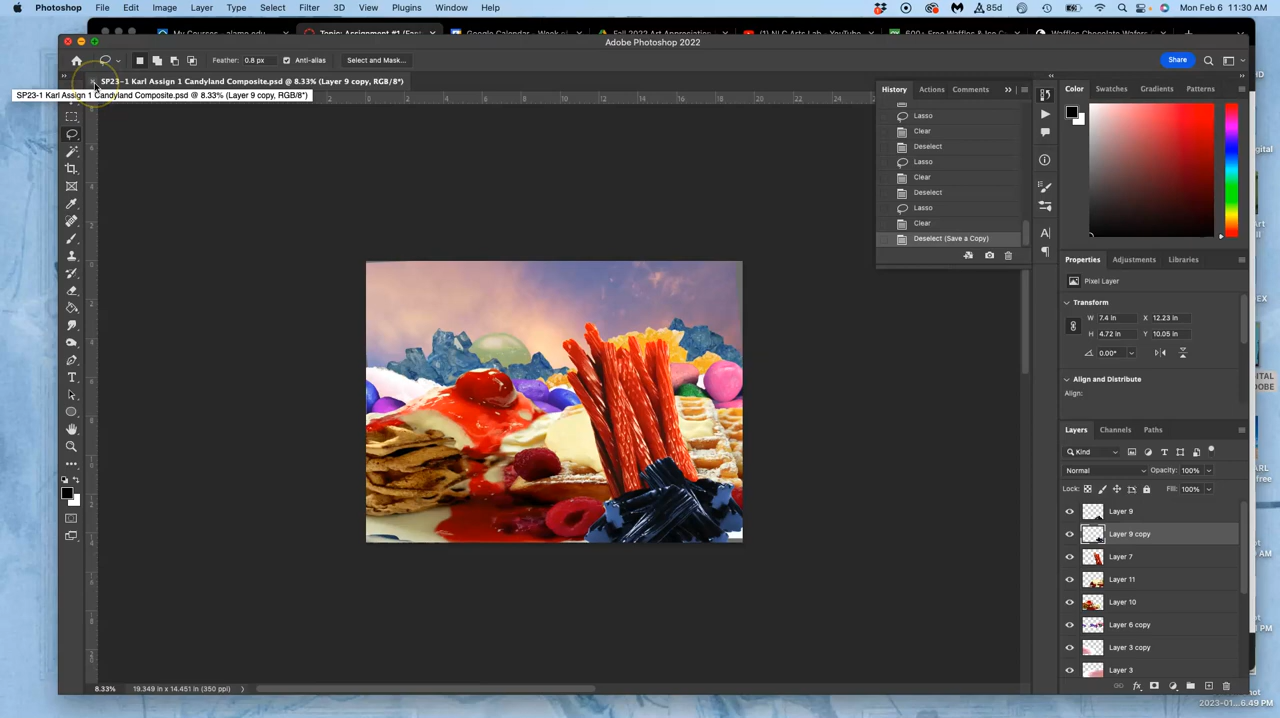 Photoshop File Edit Image Layer Type Select Filter 3D View Plugins Window Help Mon Feb 6 11:30 AM
Adobe Photoshop 2022
Feather: 0.8 px Anti-alias Select and Mask... Share
SP23-1 Karl Assign 1 Candyland Composite.psd @ 8.33% (Layer 9 copy, RGB/8*)
SP23-1 Karl Assign 1 Candyland Composite.psd @ 8.33% (Layer 9 copy, RGB/8*)
History Actions Comments
Lasso
Clear
Deselect
Lasso
Clear
Deselect
Lasso
Clear
Deselect (Save a Copy)
Color Swatches Gradients Patterns
Properties Adjustments Libraries
Pixel Layer
Transform
W 7.4 in X 12.23 in
H 4.72 in Y 10.05 in
0.00°
Align and Distribute
Align:
Layers Channels Paths
Kind
Normal Opacity: 100%
Lock: Fill: 100%
Layer 9
Layer 9 copy
Layer 7
Layer 11
Layer 10
Layer 6 copy
Layer 3 copy
Layer 3
8.33% 19.349 in x 14.451 in (350 ppi)